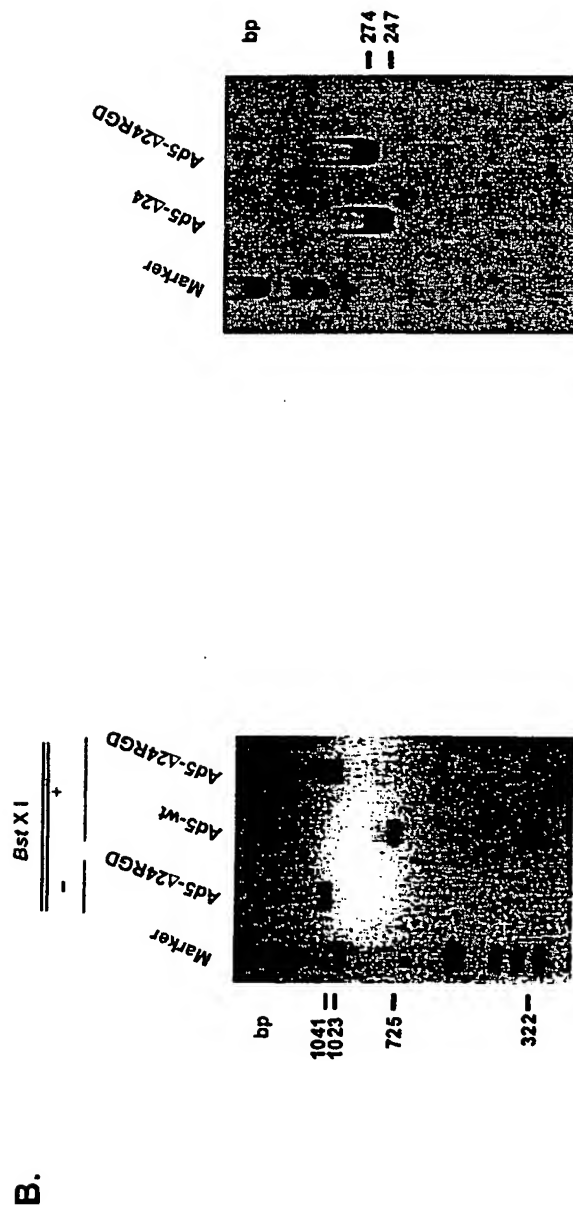 B.
Bst X I
- +
Marker
Ad5-Δ24RGD
Ad5-wt
Ad5-Δ24RGD
bp
1041
1023
725
322
Marker
Ad5-Δ24
Ad5-Δ24RGD
bp
274
247